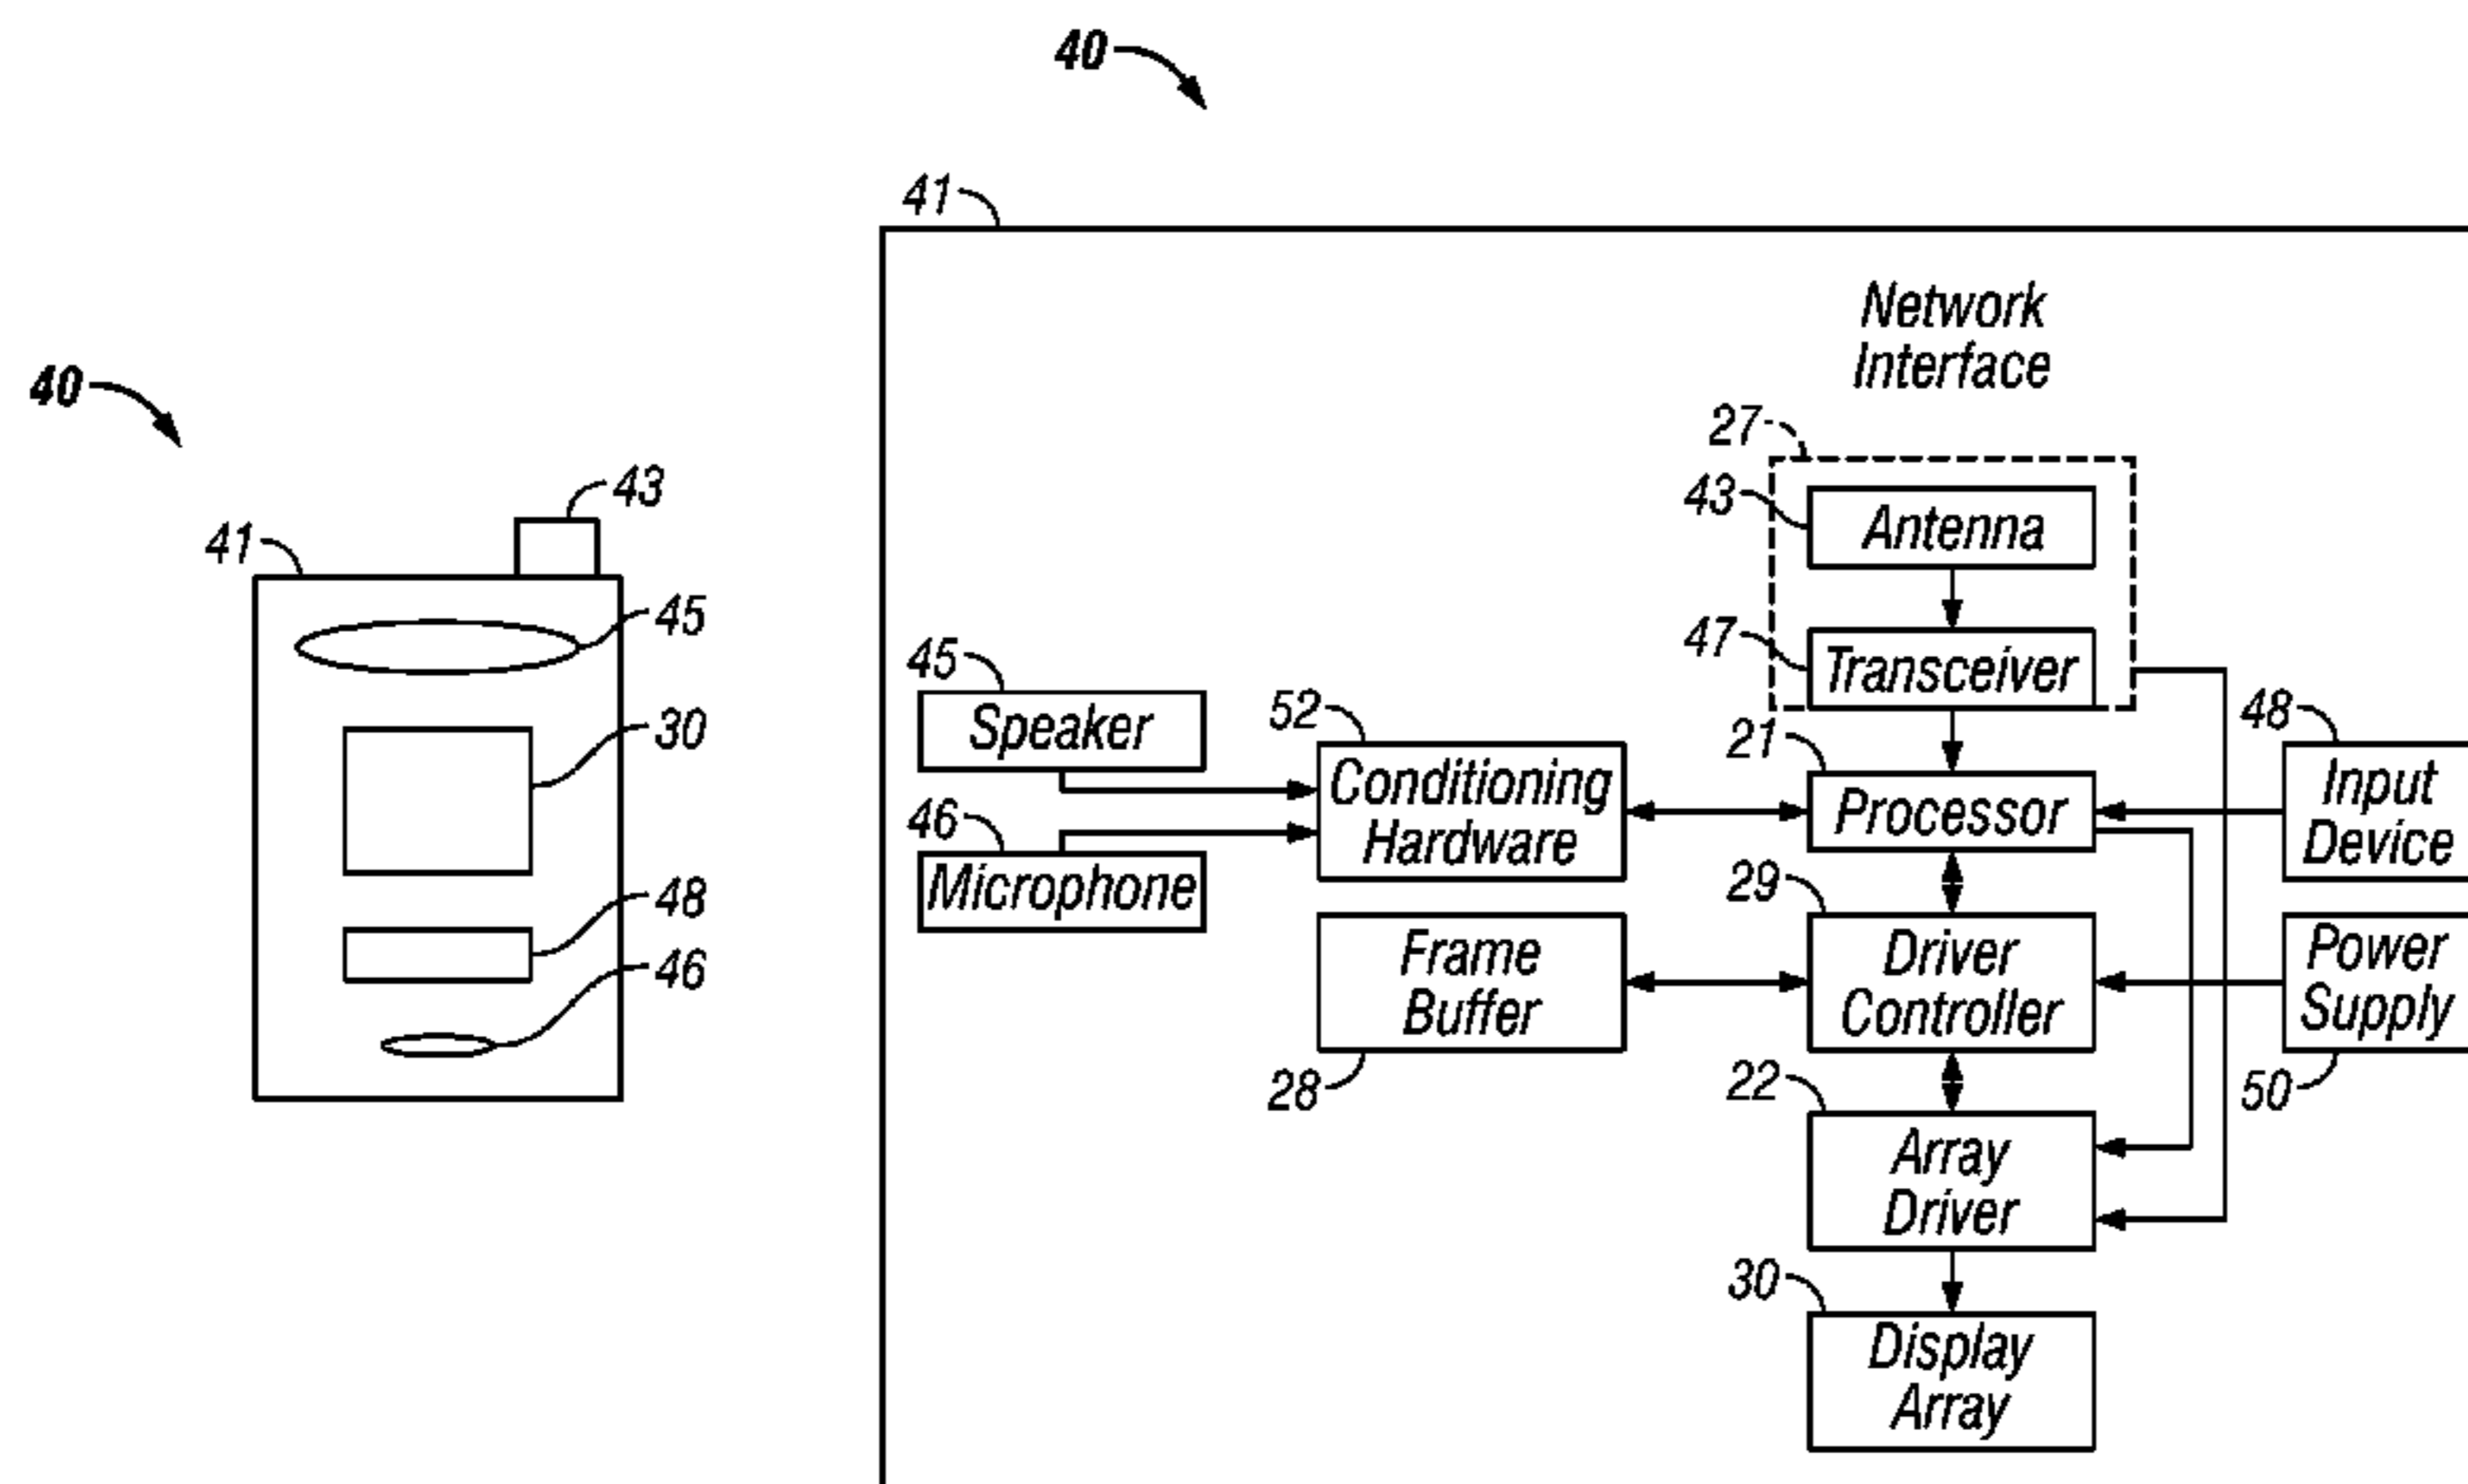 40
43
41
45
30
48
46
40
41
Network
Interface
27
43
Antenna
47
Transceiver
45
Speaker
52
Conditioning
Hardware
21
Processor
48
Input
Device
46
Microphone
29
Driver
Controller
Frame
Buffer
28
Power
Supply
50
22
Array
Driver
30
Display
Array